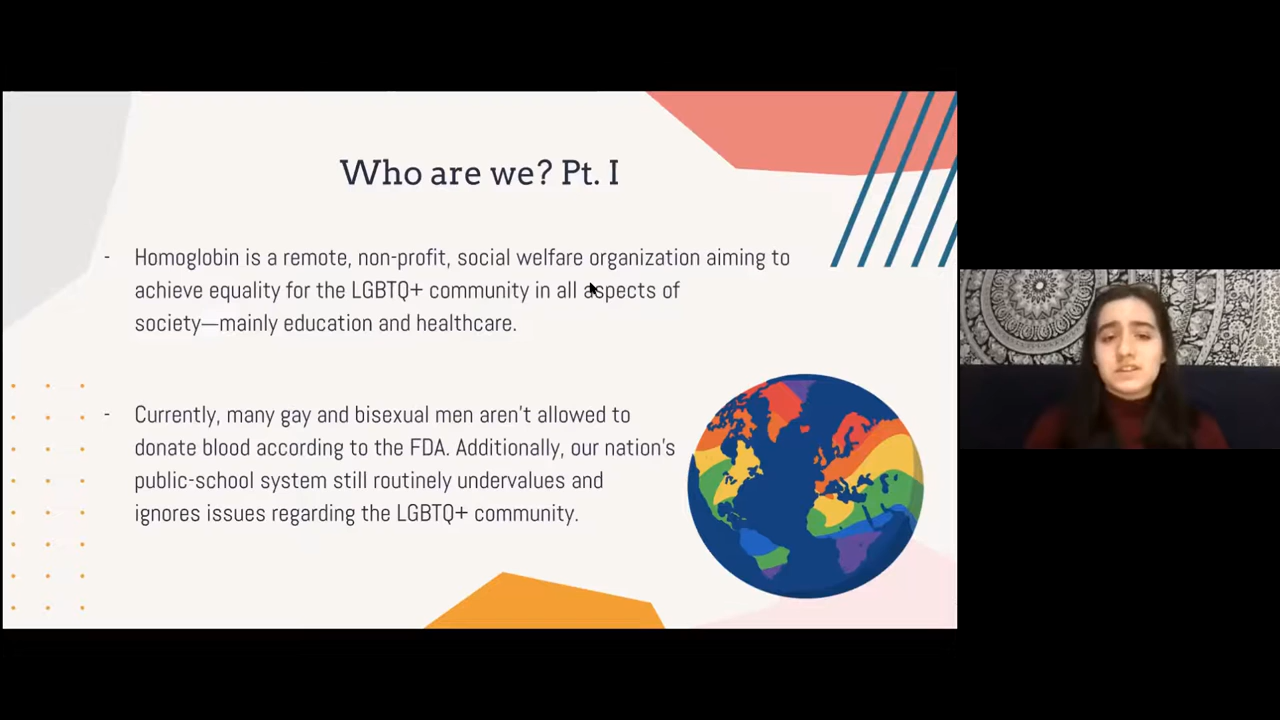 Who are we? Pt. I
- Homoglobin is a remote, non-profit, social welfare organization aiming to
achieve equality for the LGBTQ+ community in all aspects of
society—mainly education and healthcare.
- Currently, many gay and bisexual men aren't allowed to
donate blood according to the FDA. Additionally, our nation's
public-school system still routinely undervalues and
ignores issues regarding the LGBTQ+ community.